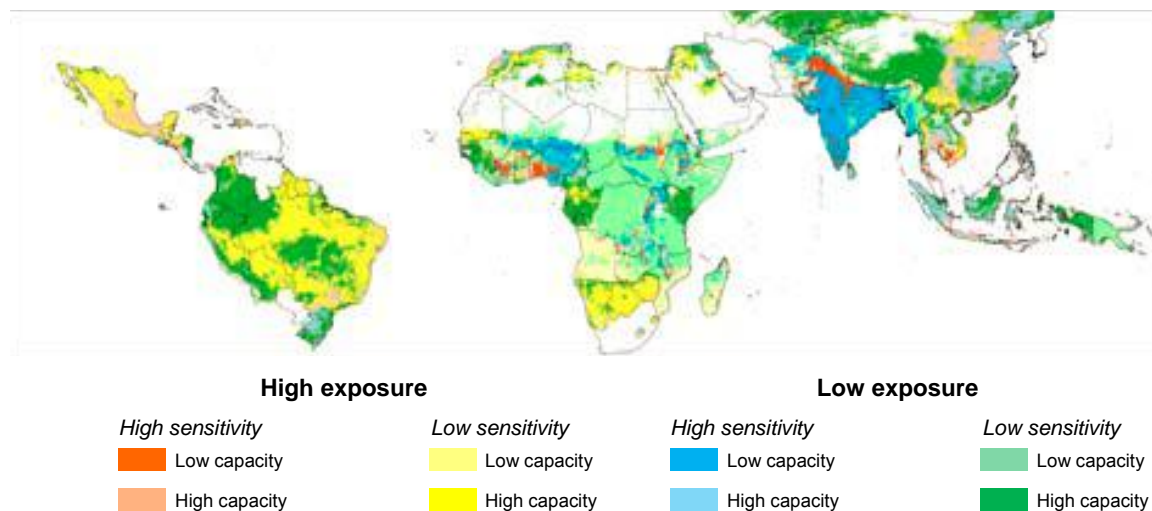 High exposure Low exposure
High sensitivity Low sensitivity High sensitivity Low sensitivity
Low capacity Low capacity Low capacity Low capacity
High capacity High capacity High capacity High capacity